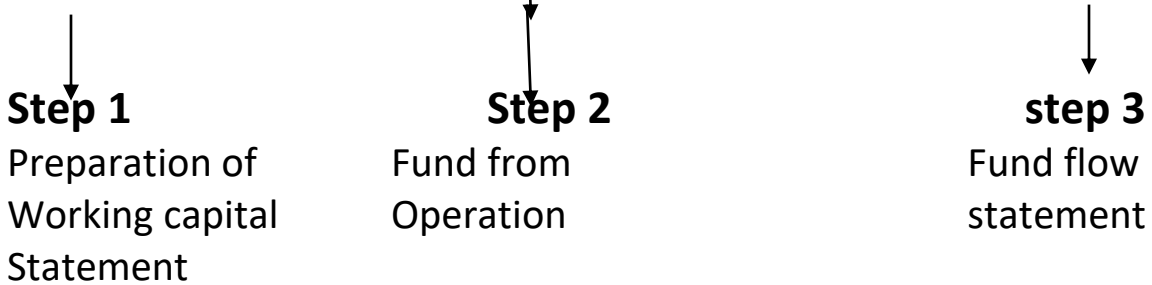 Step 1
Preparation of
Working capital
Statement
Step 2
Fund from
Operation
step 3
Fund flow
statement